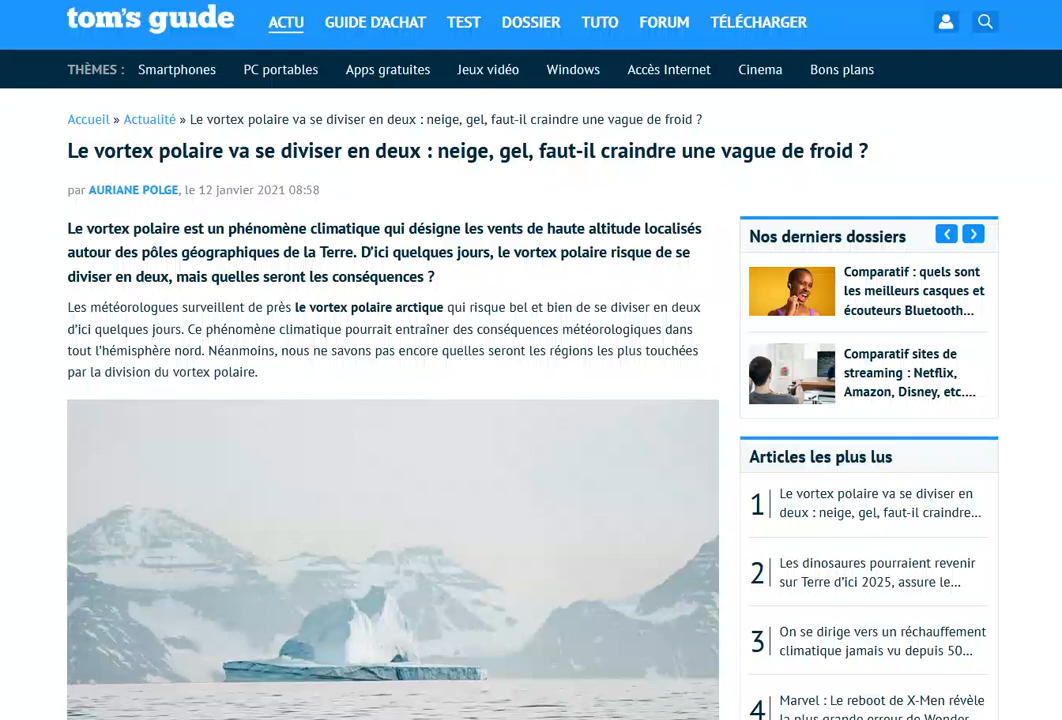 tom's guide
ACTU GUIDE D'ACHAT TEST DOSSIER TUTO FORUM TÉLÉCHARGER
THÈMES : Smartphones PC portables Apps gratuites Jeux vidéo Windows Accès Internet Cinema Bons plans
Accueil » Actualité » Le vortex polaire va se diviser en deux : neige, gel, faut-il craindre une vague de froid ?
Le vortex polaire va se diviser en deux : neige, gel, faut-il craindre une vague de froid ?
par AURIANE POLGE, le 12 janvier 2021 08:58
Le vortex polaire est un phénomène climatique qui désigne les vents de haute altitude localisés
autour des pôles géographiques de la Terre. D'ici quelques jours, le vortex polaire risque de se
diviser en deux, mais quelles seront les conséquences ?
Les météorologues surveillent de près le vortex polaire arctique qui risque bel et bien de se diviser en deux
d'ici quelques jours. Ce phénomène climatique pourrait entraîner des conséquences météorologiques dans
tout l'hémisphère nord. Néanmoins, nous ne savons pas encore quelles seront les régions les plus touchées
par la division du vortex polaire.
Nos derniers dossiers
Comparatif : quels sont
les meilleurs casques et
écouteurs Bluetooth...
Comparatif sites de
streaming : Netflix,
Amazon, Disney, etc....
Articles les plus lus
1 Le vortex polaire va se diviser en
deux : neige, gel, faut-il craindre...
2 Les dinosaures pourraient revenir
sur Terre d'ici 2025, assure le...
3 On se dirige vers un réchauffement
climatique jamais vu depuis 50...
4 Marvel : Le reboot de X-Men révèle
la plus grande erreur de Wonder